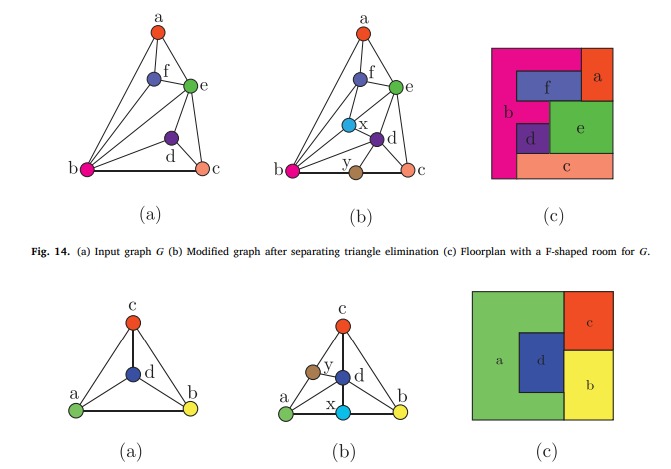 a
f
e
b
d
c
(a)
a
f
e
x
d
b
y
c
(b)
a
f
b
e
d
c
(c)
Fig. 14. (a) Input graph G (b) Modified graph after separating triangle elimination (c) Floorplan with a F-shaped room for G.
c
d
a
b
(a)
c
y
d
a
b
x
(b)
c
a
d
b
(c)